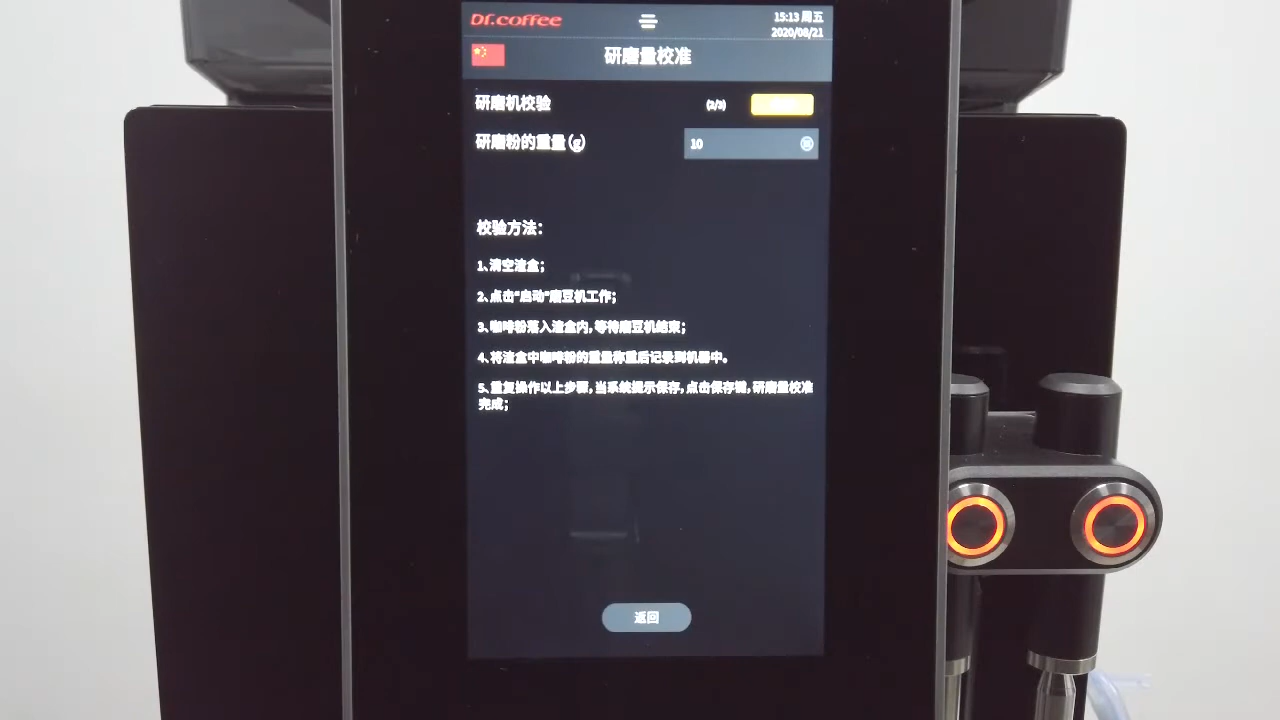 Dr.coffee
15:13 周五
2020/08/21
研磨量校准
研磨机校验
研磨粉的重量(g)
10
校验方法:
1、清空渣盒;
2、点击“启动”磨豆机工作;
3、咖啡粉落入渣盒内,等待磨豆机结束;
4、将渣盒中咖啡粉的重量称重后记录到机器中。
5、重复操作以上步骤,当系统提示保存,点击保存键,研磨量校准
完成;
返回